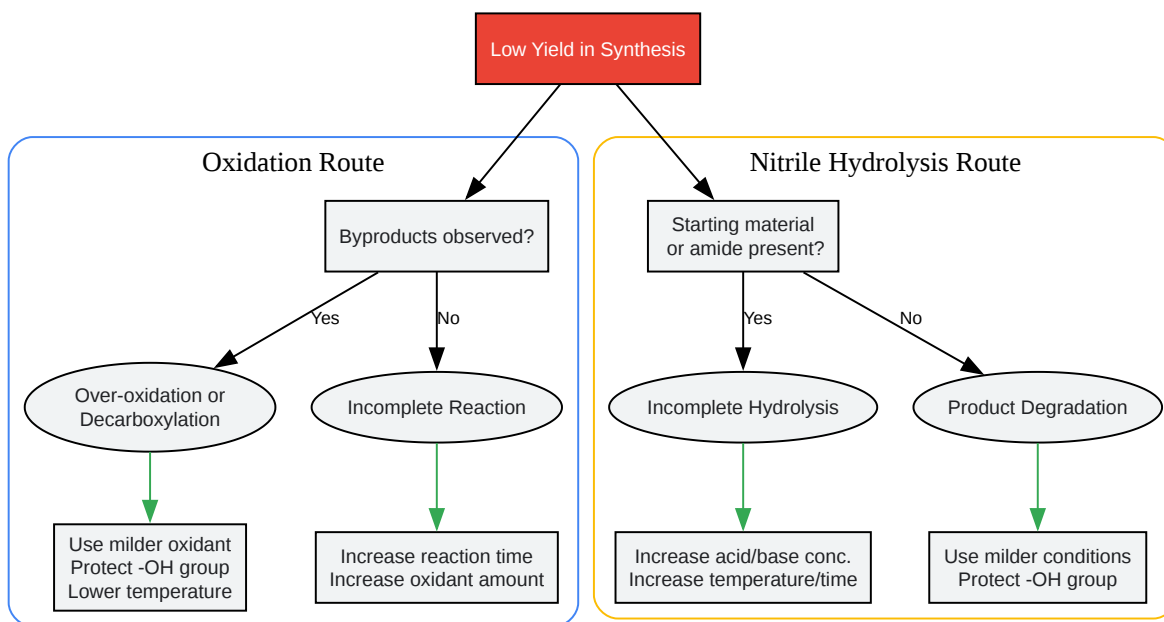 Low Yield in Synthesis
Oxidation Route
Byproducts observed?
Yes
No
Over-oxidation or
Decarboxylation
Incomplete Reaction
Use milder oxidant
Protect -OH group
Lower temperature
Increase reaction time
Increase oxidant amount
Nitrile Hydrolysis Route
Starting material
or amide present?
Yes
No
Incomplete Hydrolysis
Product Degradation
Increase acid/base conc.
Increase temperature/time
Use milder conditions
Protect -OH group